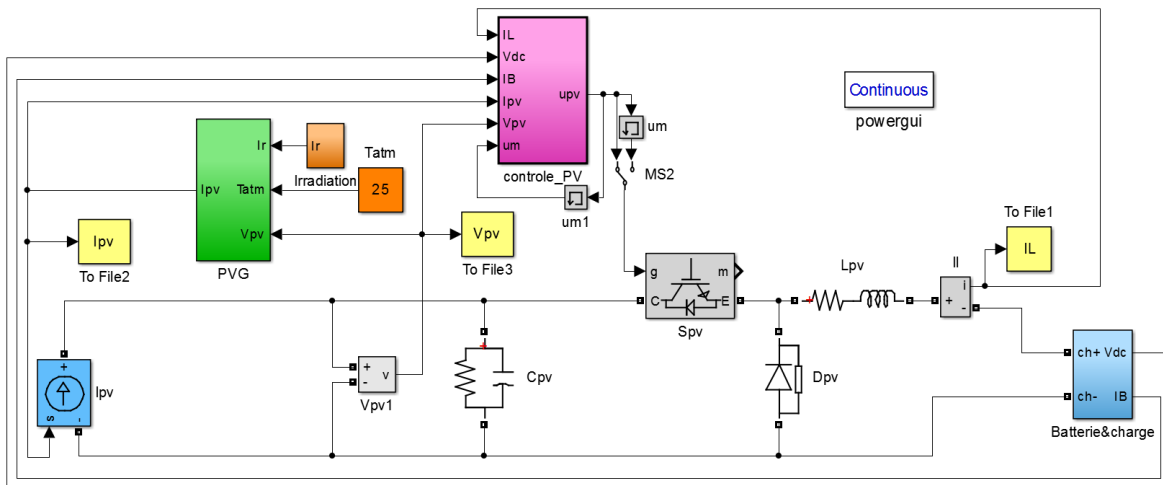 IL
Vdc
IB
Ipv
Vpv
um
upv
controle_PV
um
MS2
um1
Continuous
powergui
Ir
Tatm
Vpv
Ipv
PVG
Ir
Irradiation
Tatm
25
Ipv
To File2
Vpv
To File3
To File1
IL
g
m
C
E
Spv
Lpv
Il
+
i
-
+
s
-
Ipv
+
-
v
Vpv1
+
Cpv
Dpv
+
ch+
Vdc
ch-
IB
Batterie&charge